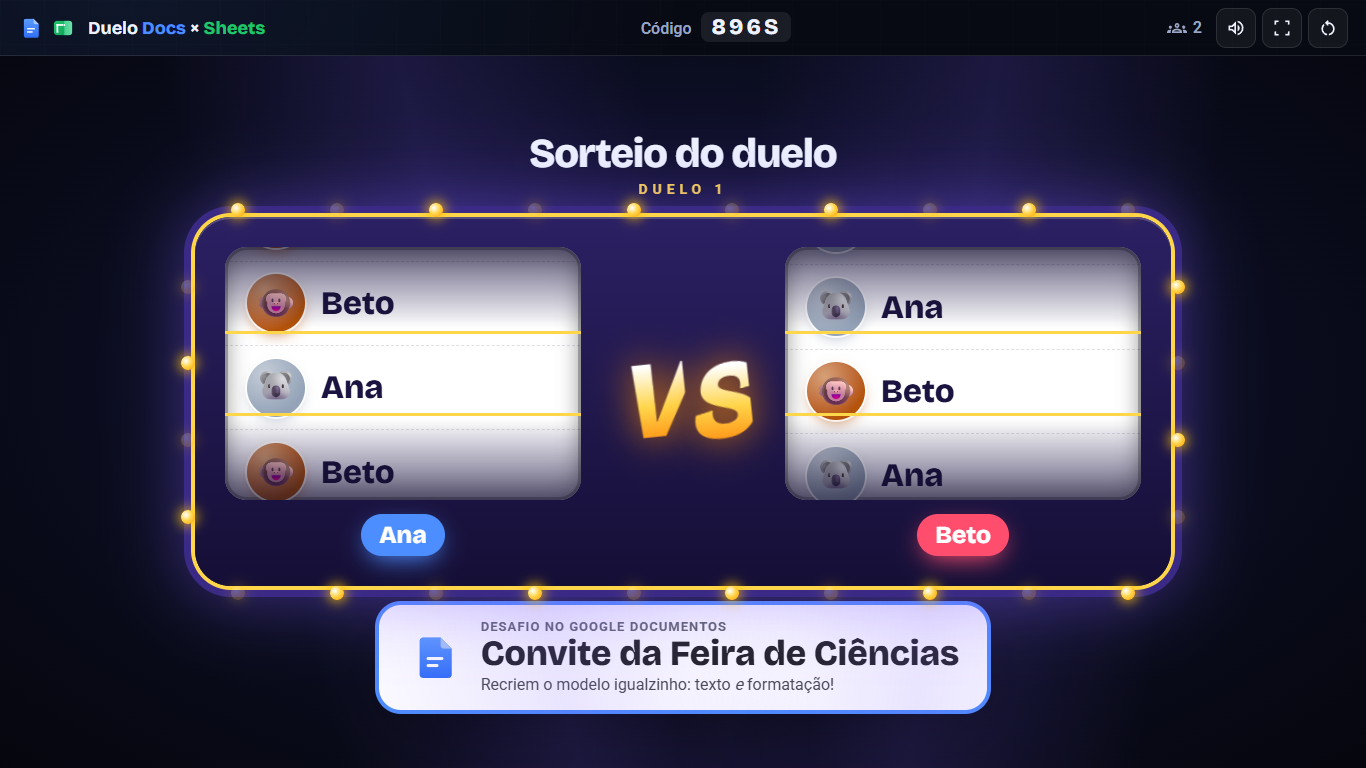 Duelo Docs × Sheets
Código 896S
2
Sorteio do duelo
DUELO 1
Beto
Ana
Beto
VS
Ana
Beto
Ana
Ana
Beto
DESAFIO NO GOOGLE DOCUMENTOS
Convite da Feira de Ciências
Recriem o modelo igualzinho: texto e formatação!